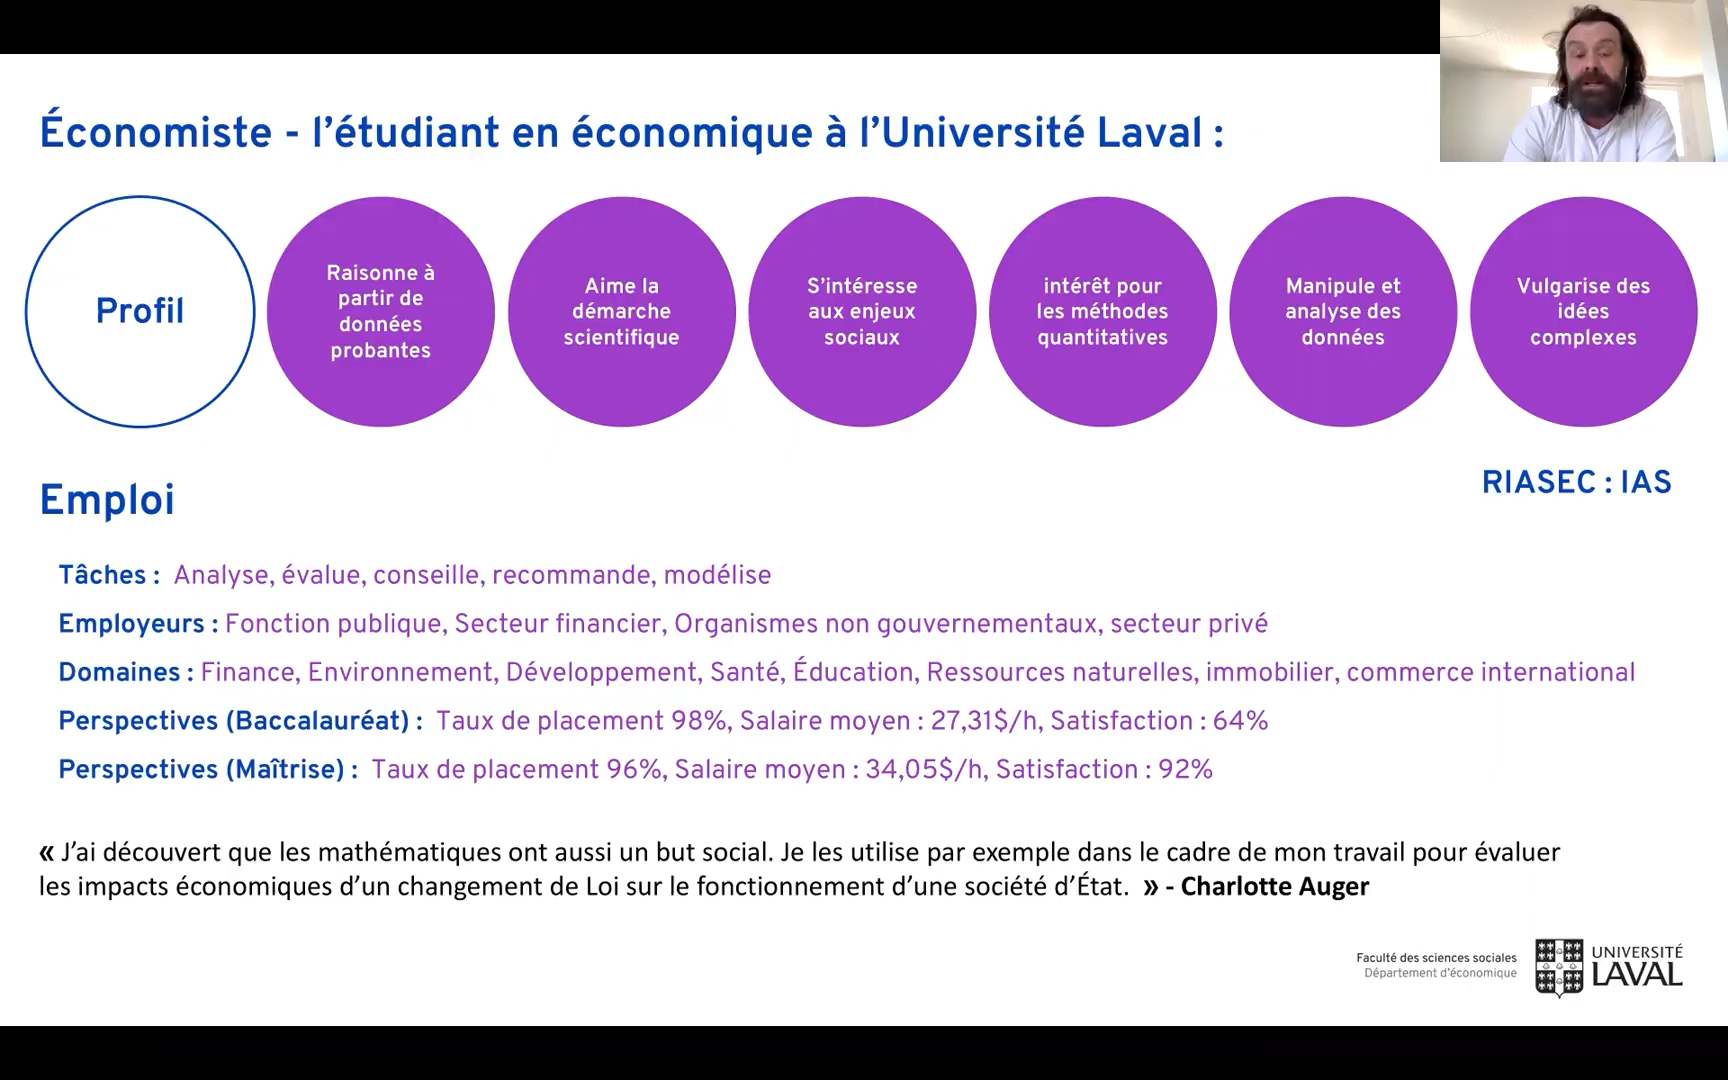 Économiste - l'étudiant en économique à l'Université Laval :
Profil
Raisonne à
partir de
données
probantes
Aime la
démarche
scientifique
S'intéresse
aux enjeux
sociaux
intérêt pour
les méthodes
quantitatives
Manipule et
analyse des
données
Vulgarise des
idées
complexes
RIASEC : IAS
Emploi
Tâches : Analyse, évalue, conseille, recommande, modélise
Employeurs : Fonction publique, Secteur financier, Organismes non gouvernementaux, secteur privé
Domaines : Finance, Environnement, Développement, Santé, Éducation, Ressources naturelles, immobilier, commerce international
Perspectives (Baccalauréat) : Taux de placement 98%, Salaire moyen : 27,31$/h, Satisfaction : 64%
Perspectives (Maîtrise) : Taux de placement 96%, Salaire moyen : 34,05$/h, Satisfaction : 92%
« J'ai découvert que les mathématiques ont aussi un but social. Je les utilise par exemple dans le cadre de mon travail pour évaluer
les impacts économiques d'un changement de Loi sur le fonctionnement d'une société d'État. » - Charlotte Auger
Faculté des sciences sociales
Département d'économique
UNIVERSITÉ
LAVAL